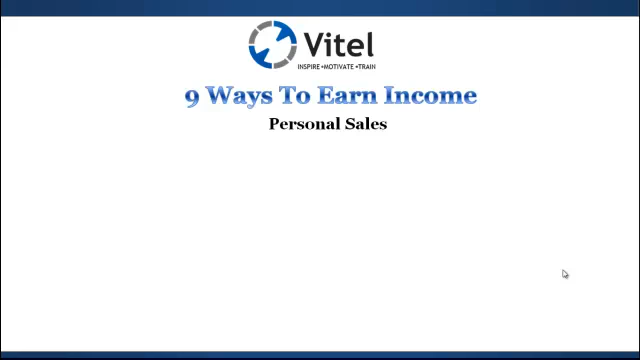 Vitel
INSPIRE •MOTIVATE •TRAIN
9 Ways To Earn Income
Personal Sales